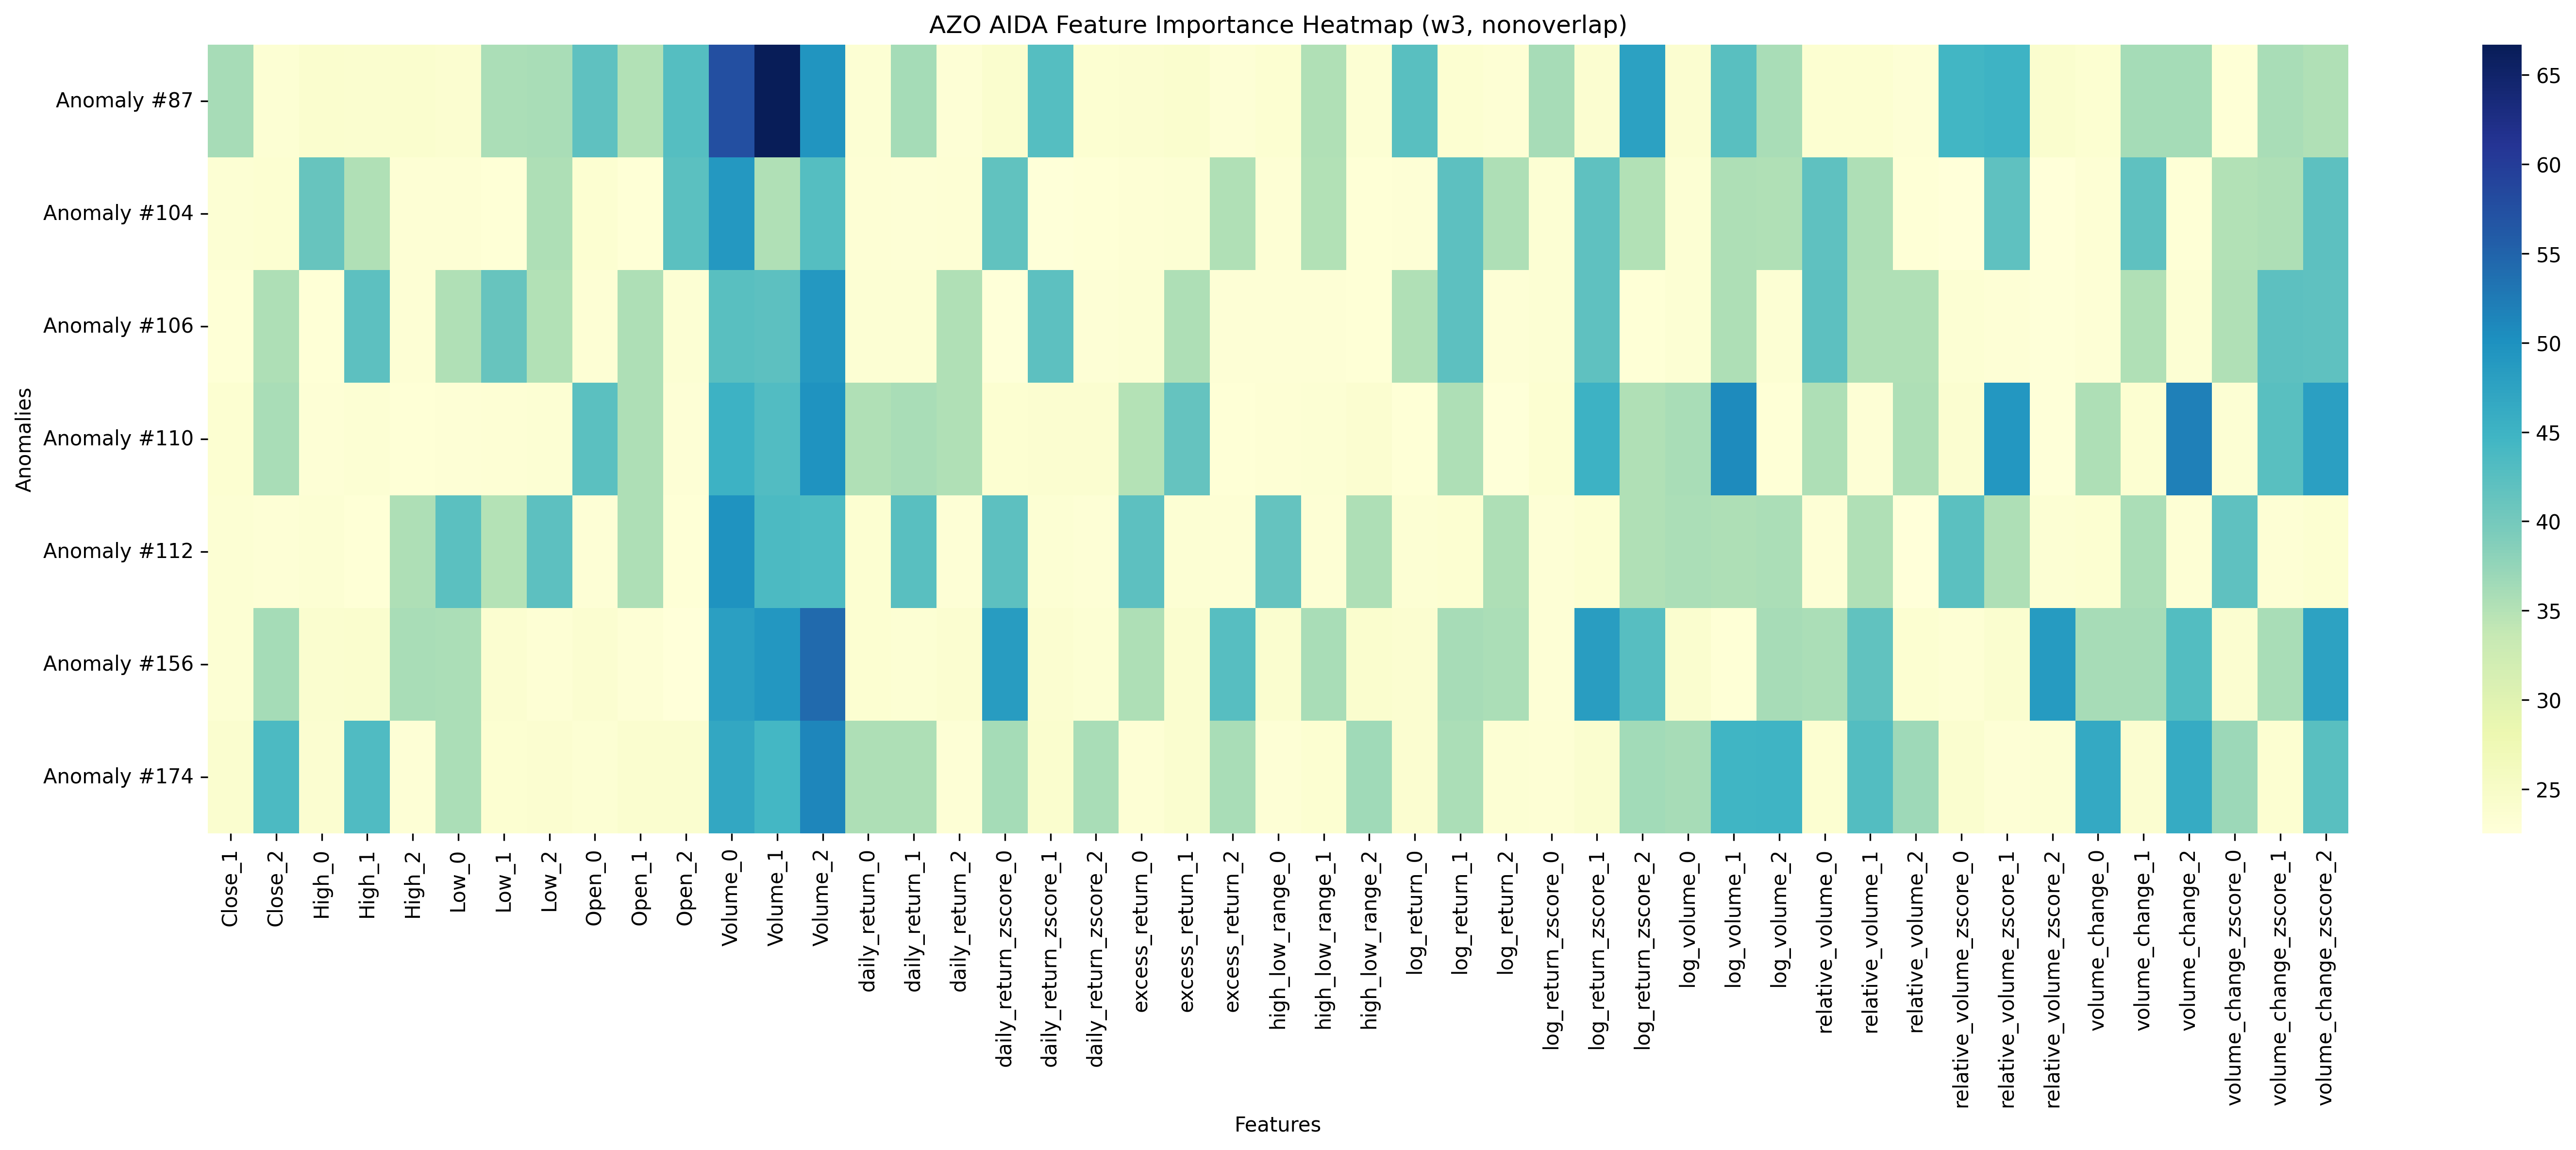 AZO AIDA Feature Importance Heatmap (w3, nonoverlap)
Anomalies
Anomaly #87
Anomaly #104
Anomaly #106
Anomaly #110
Anomaly #112
Anomaly #156
Anomaly #174
Close_1
Close_2
High_0
High_1
High_2
Low_0
Low_1
Low_2
Open_0
Open_1
Open_2
Volume_0
Volume_1
Volume_2
daily_return_0
daily_return_1
daily_return_2
daily_return_zscore_0
daily_return_zscore_1
daily_return_zscore_2
excess_return_0
excess_return_1
excess_return_2
high_low_range_0
high_low_range_1
high_low_range_2
log_return_0
log_return_1
log_return_2
log_return_zscore_0
log_return_zscore_1
log_return_zscore_2
log_volume_0
log_volume_1
log_volume_2
relative_volume_0
relative_volume_1
relative_volume_2
relative_volume_zscore_0
relative_volume_zscore_1
relative_volume_zscore_2
volume_change_0
volume_change_1
volume_change_2
volume_change_zscore_0
volume_change_zscore_1
volume_change_zscore_2
Features
65
60
55
50
45
40
35
30
25